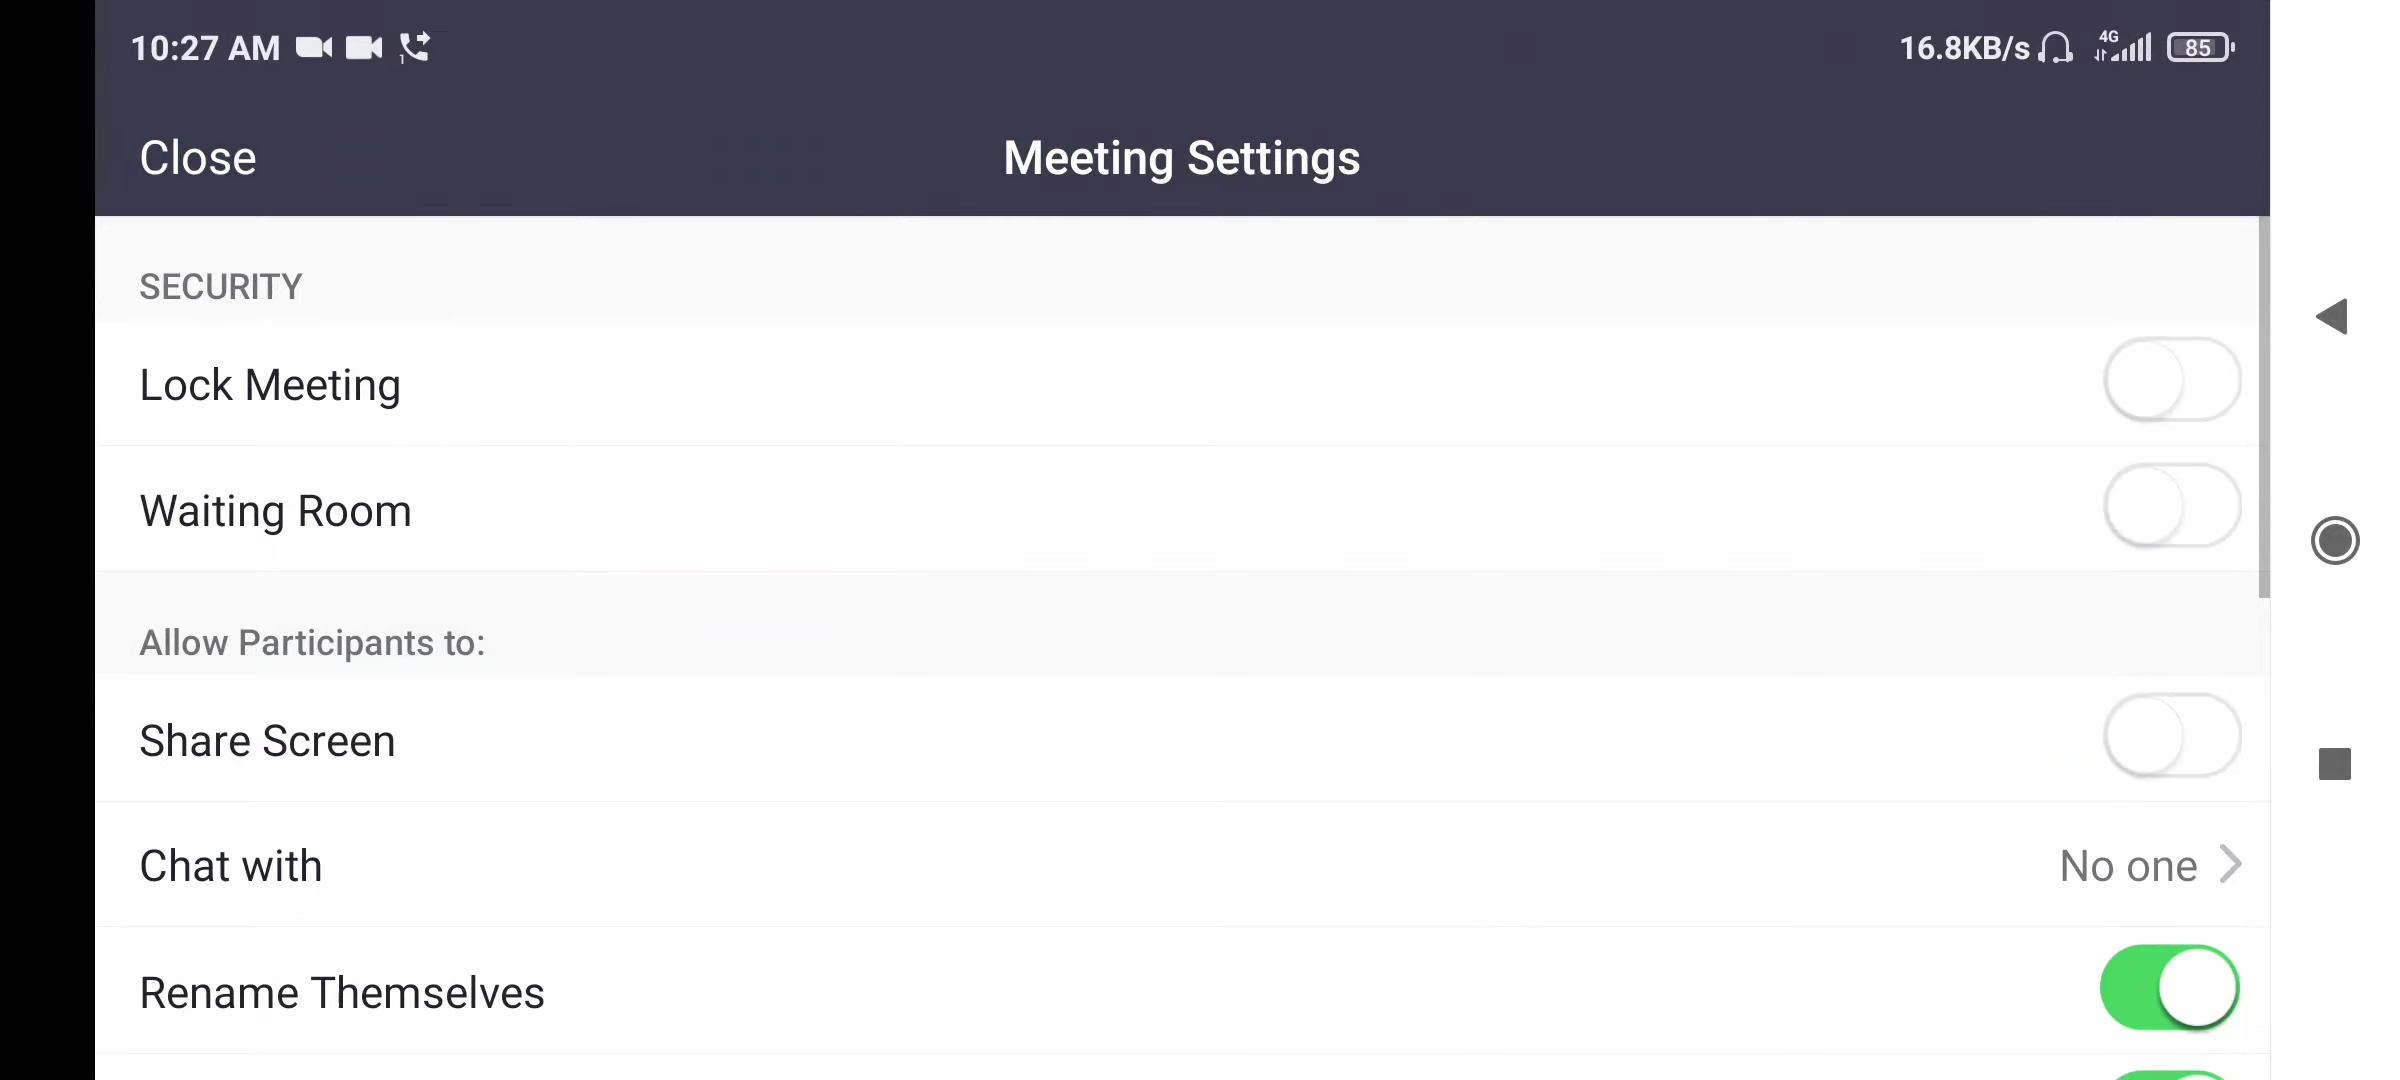 10:27 AM 1 16.8KB/s 4G 85
Close Meeting Settings
SECURITY
Lock Meeting
Waiting Room
Allow Participants to:
Share Screen
Chat with No one
Rename Themselves